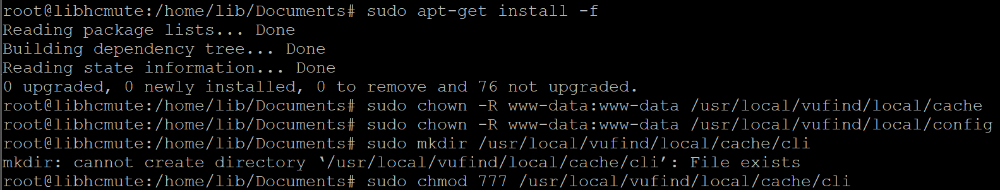 root@libhcmute:/home/lib/Documents# sudo apt-get install -f
Reading package lists... Done
Building dependency tree... Done
Reading state information... Done
0 upgraded, 0 newly installed, 0 to remove and 76 not upgraded.
root@libhcmute:/home/lib/Documents# sudo chown -R www-data:www-data /usr/local/vufind/local/cache
root@libhcmute:/home/lib/Documents# sudo chown -R www-data:www-data /usr/local/vufind/local/config
root@libhcmute:/home/lib/Documents# sudo mkdir /usr/local/vufind/local/cache/cli
mkdir: cannot create directory ‘/usr/local/vufind/local/cache/cli’: File exists
root@libhcmute:/home/lib/Documents# sudo chmod 777 /usr/local/vufind/local/cache/cli